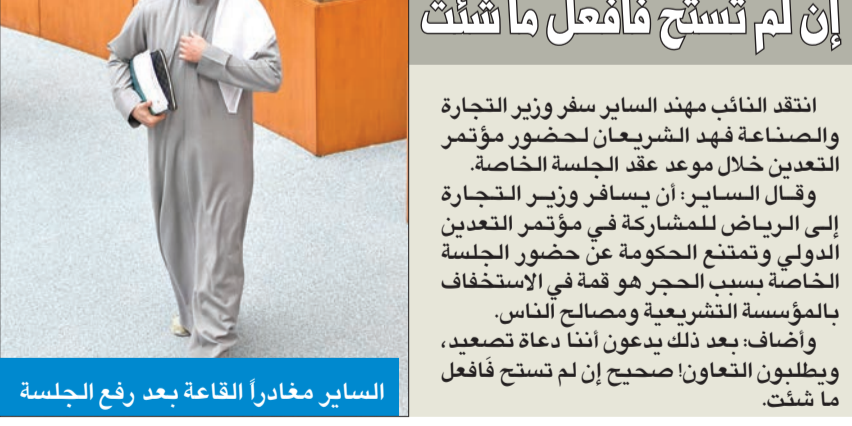 إن لم تستح فافعل ما شئت
انتقد النائب مهند الساير سفر وزير التجارة
والصناعة فهد الشريعان لحضور مؤتمر
التعدين خلال موعد عقد الجلسة الخاصة.
وقال الساير: أن يسافر وزير التجارة
إلى الرياض للمشاركة في مؤتمر التعدين
الدولي وتمتنع الحكومة عن حضور الجلسة
الخاصة بسبب الحجر هو قمة في الاستخفاف
بالمؤسسة التشريعية ومصالح الناس.
وأضاف: بعد ذلك يدعون أننا دعاة تصعيد،
ويطلبون التعاون! صحيح إن لم تستح فَافعل
ما شئت.
الساير مغادراً القاعة بعد رفع الجلسة